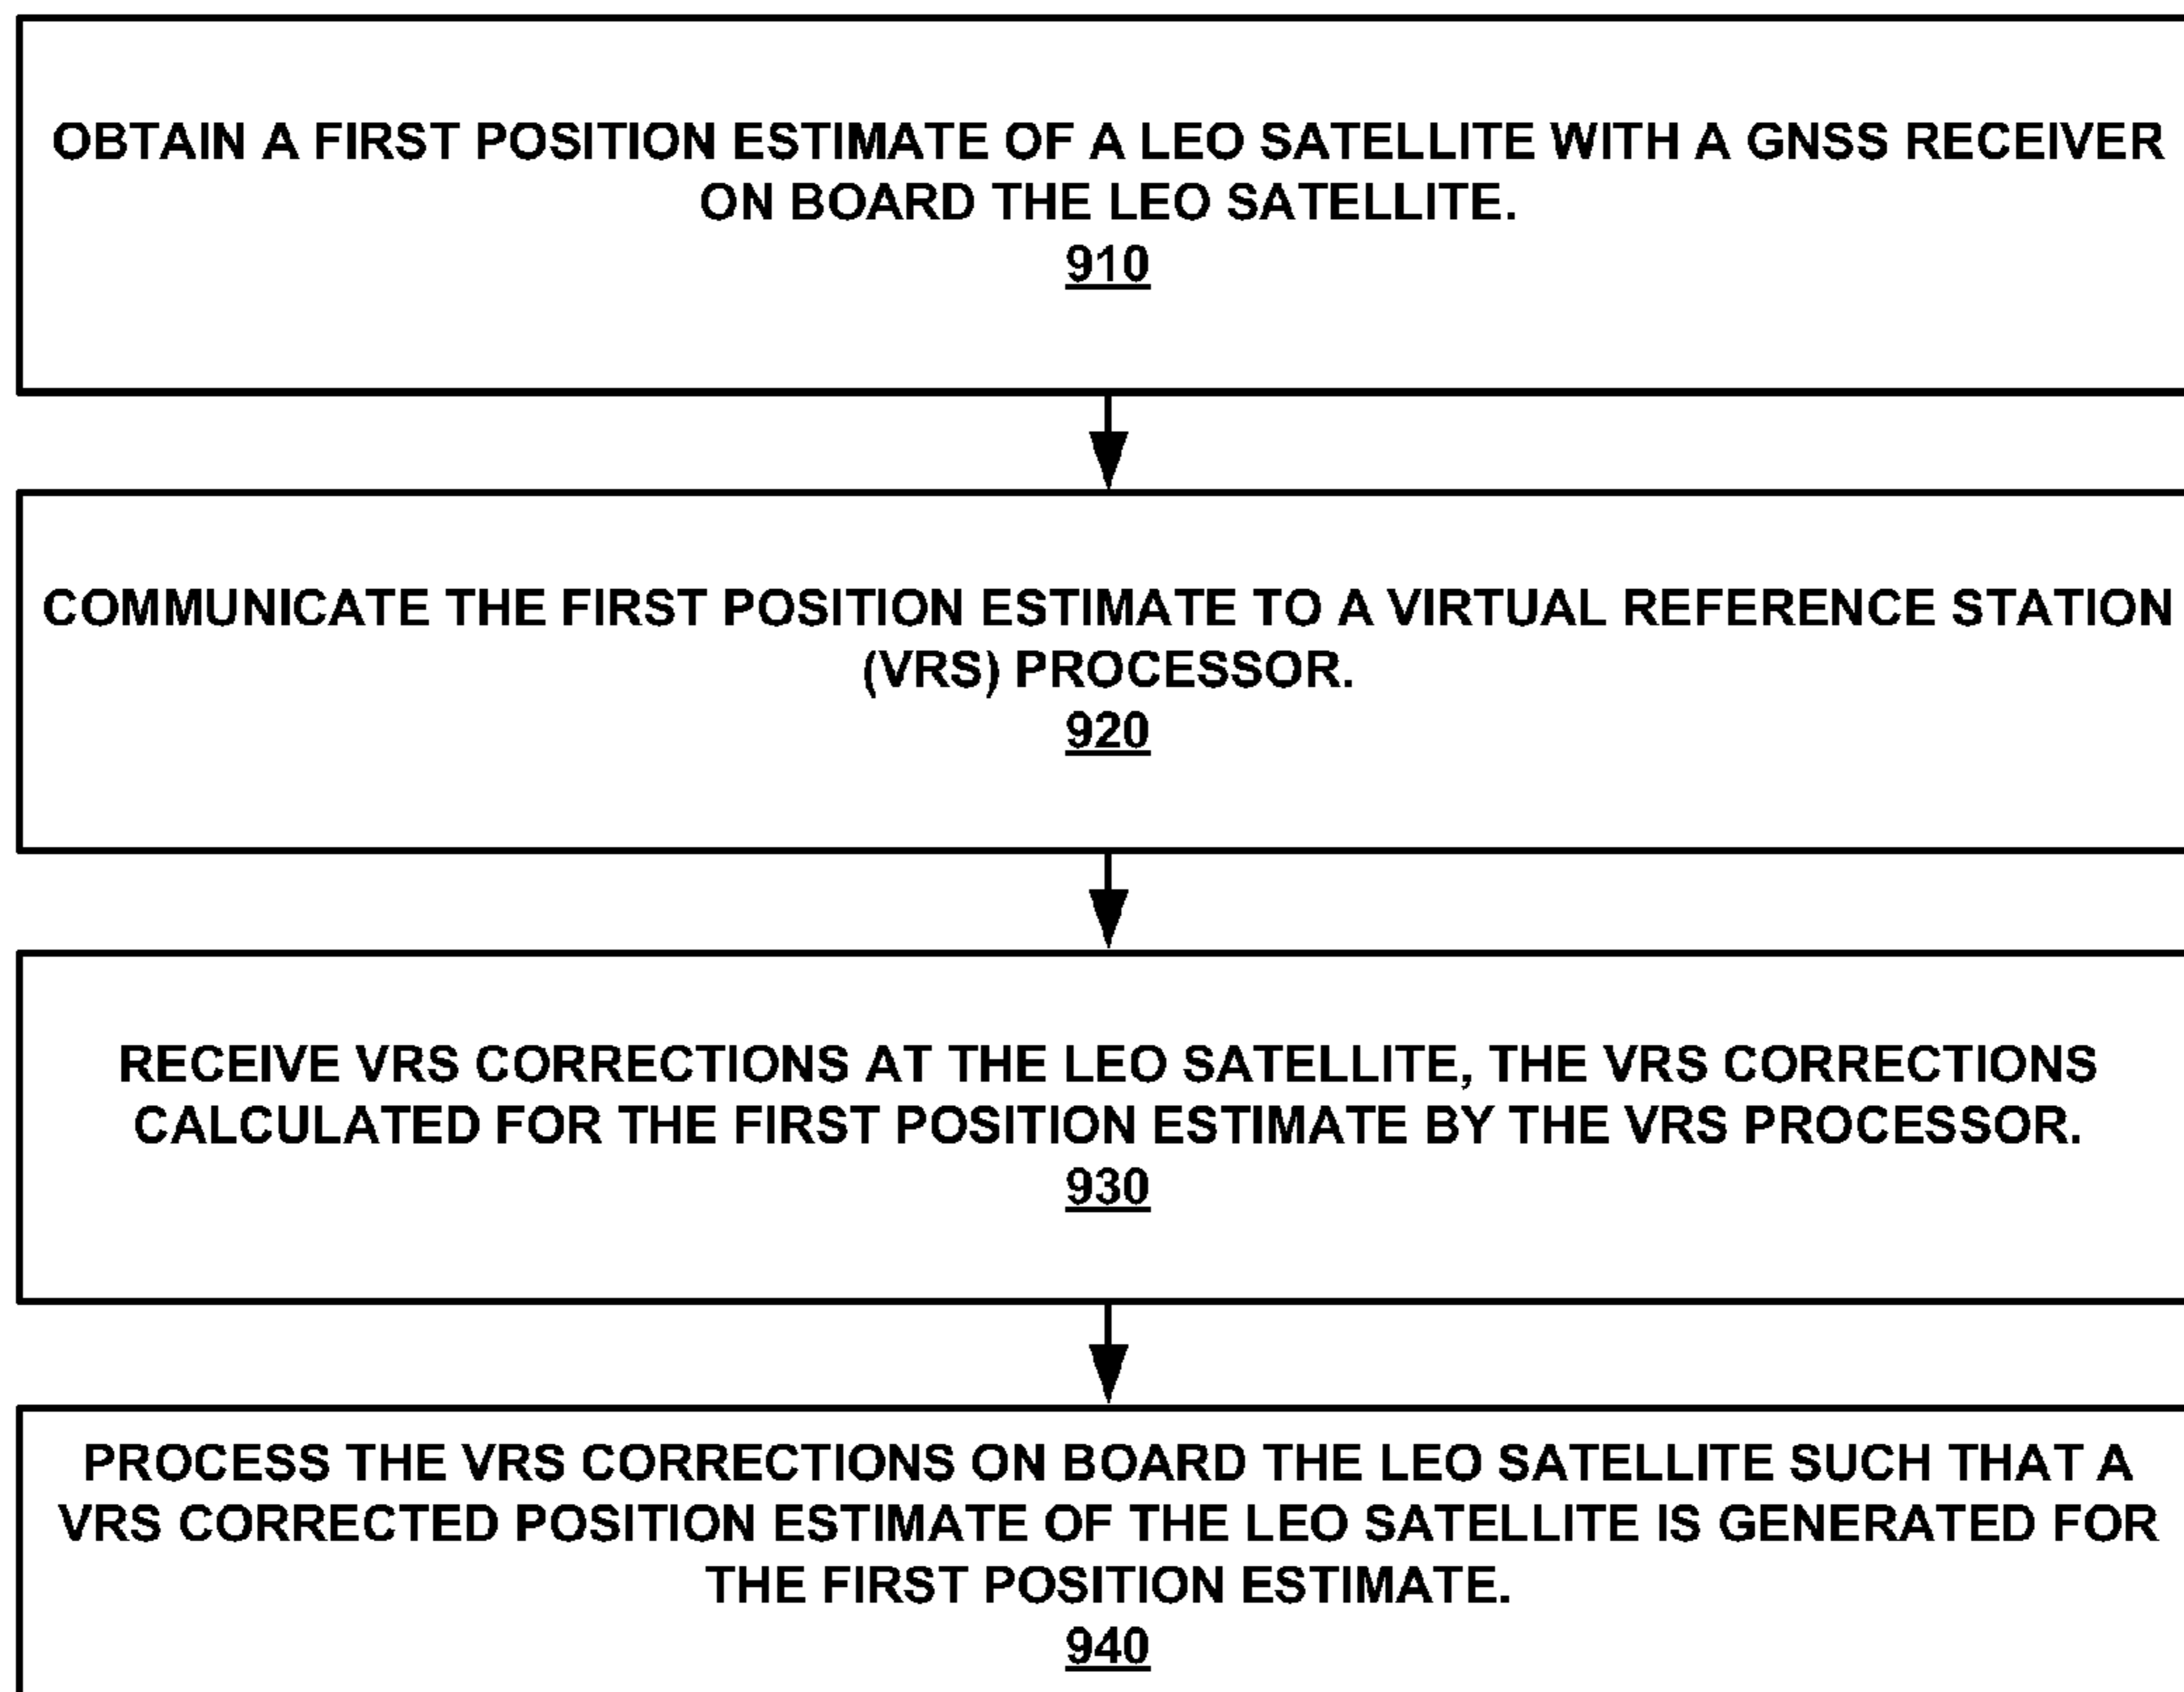 OBTAIN A FIRST POSITION ESTIMATE OF A LEO SATELLITE WITH A GNSS RECEIVER
ON BOARD THE LEO SATELLITE.
910
COMMUNICATE THE FIRST POSITION ESTIMATE TO A VIRTUAL REFERENCE STATION
(VRS) PROCESSOR.
920
RECEIVE VRS CORRECTIONS AT THE LEO SATELLITE, THE VRS CORRECTIONS
CALCULATED FOR THE FIRST POSITION ESTIMATE BY THE VRS PROCESSOR.
930
PROCESS THE VRS CORRECTIONS ON BOARD THE LEO SATELLITE SUCH THAT A
VRS CORRECTED POSITION ESTIMATE OF THE LEO SATELLITE IS GENERATED FOR
THE FIRST POSITION ESTIMATE.
940